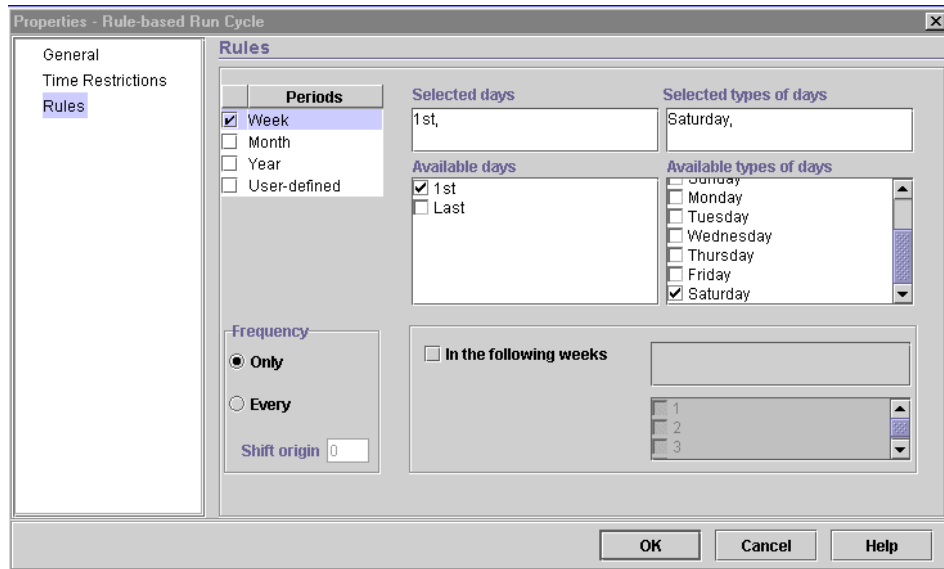 Properties - Rule-based Run Cycle
General
Time Restrictions
Rules
Rules
Periods
Week
Month
Year
User-defined
Selected days
1st,
Selected types of days
Saturday,
Available days
1st
Last
Available types of days
Sunday
Monday
Tuesday
Wednesday
Thursday
Friday
Saturday
Frequency
Only
Every
Shift origin 0
In the following weeks
1
2
3
OK
Cancel
Help